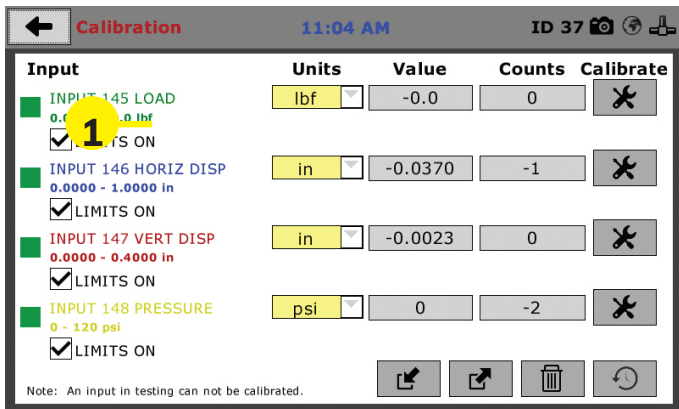 Calibration 11:04 AM ID 37
Input Units Value Counts Calibrate
INPUT 145 LOAD lbf -0.0 0
lbf
1
LIMITS ON
INPUT 146 HORIZ DISP in -0.0370 -1
0.0000 - 1.0000 in
LIMITS ON
INPUT 147 VERT DISP in -0.0023 0
0.0000 - 0.4000 in
LIMITS ON
INPUT 148 PRESSURE psi 0 -2
0 - 120 psi
LIMITS ON
Note: An input in testing can not be calibrated.